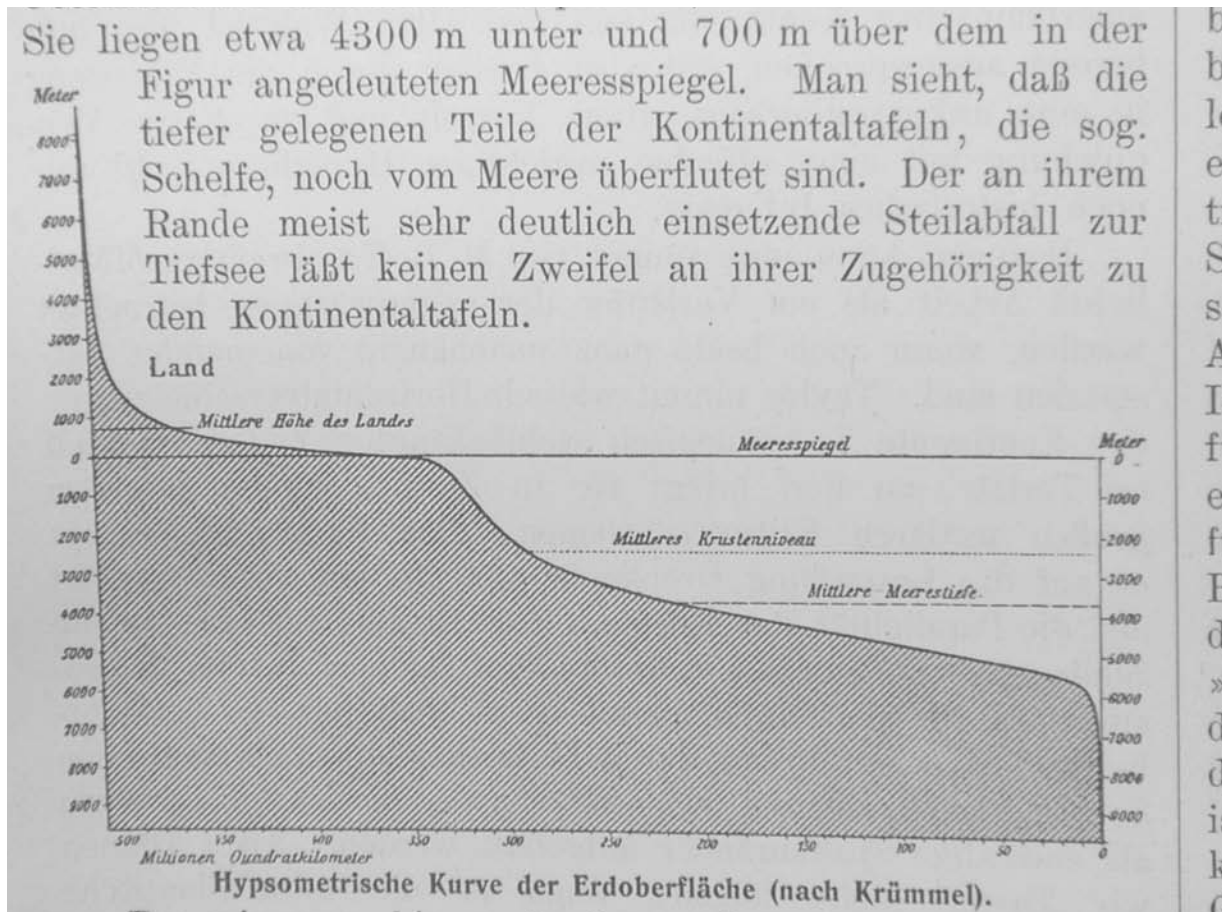 Sie liegen etwa 4300 m unter und 700 m über dem in der
Figur angedeuteten Meeresspiegel. Man sieht, daß die
tiefer gelegenen Teile der Kontinentaltafeln, die sog.
Schelfe, noch vom Meere überflutet sind. Der an ihrem
Rande meist sehr deutlich einsetzende Steilabfall zur
Tiefsee läßt keinen Zweifel an ihrer Zugehörigkeit zu
den Kontinentaltafeln.
Meter
8000
7000
6000
5000
4000
3000
2000
1000
0
1000
2000
3000
4000
5000
6000
7000
8000
9000
Land
Mittlere Höhe des Landes
Meeresspiegel
Mittleres Krustenniveau
Mittlere Meerestiefe.
Meter
0
1000
2000
3000
4000
5000
6000
7000
8000
9000
500 450 400 350 300 250 200 150 100 50 0
Millionen Quadratkilometer
Hypsometrische Kurve der Erdoberfläche (nach Krümmel).